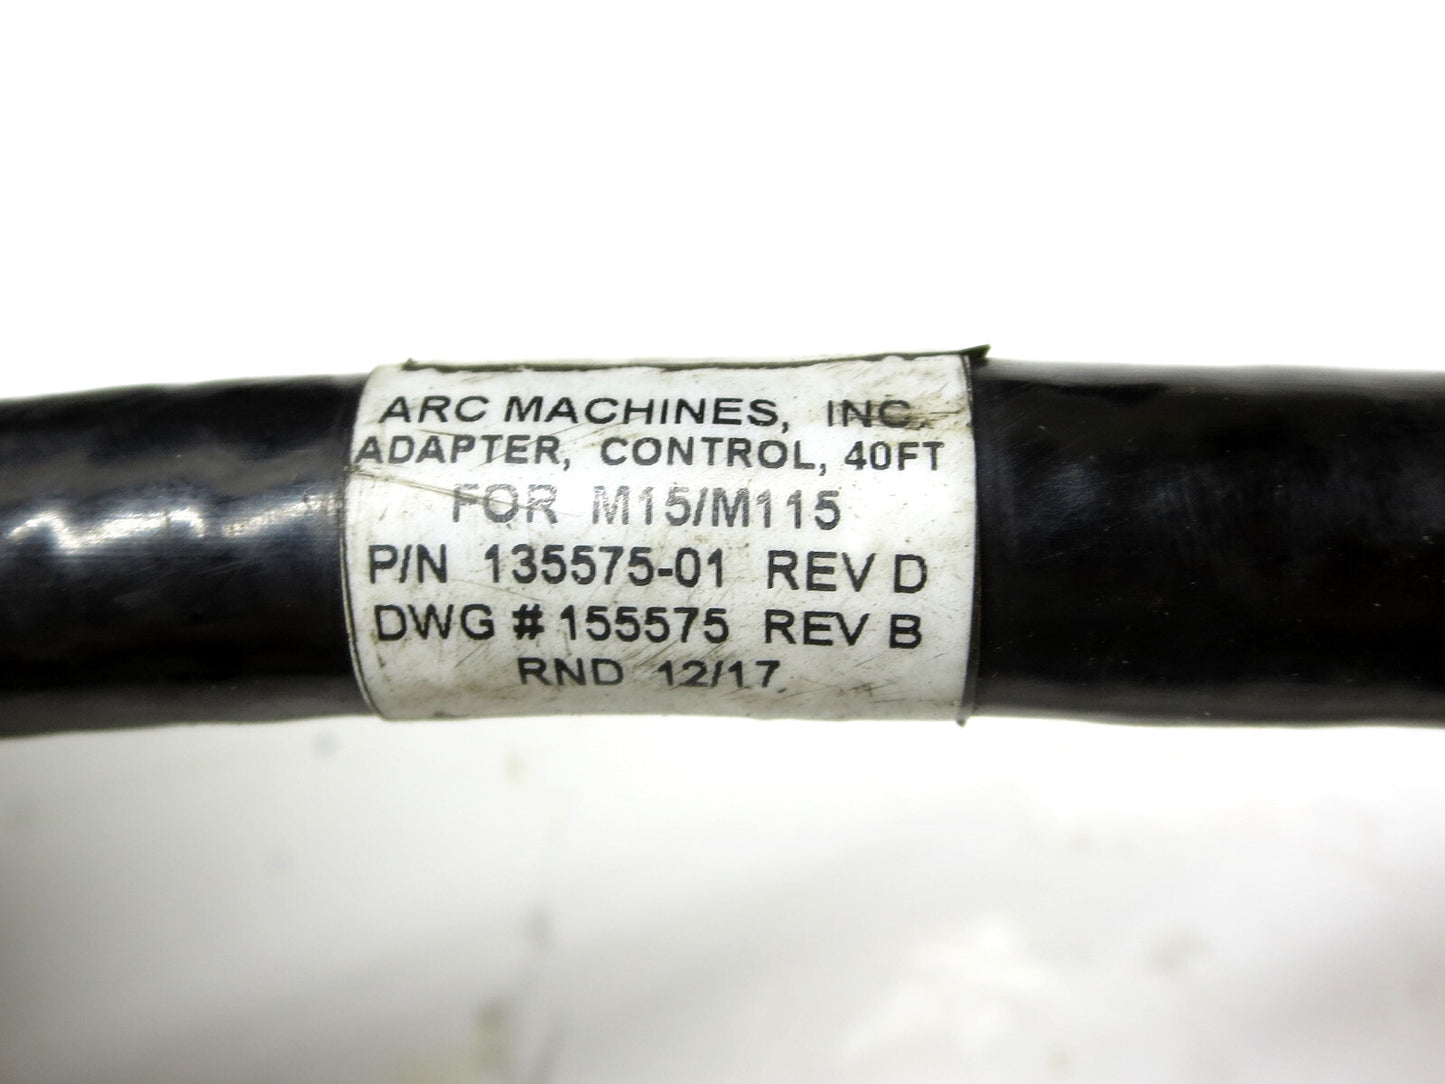 ARC MACHINES, INC.
ADAPTER, CONTROL, 40FT
FOR M15/M115
P/N 135575-01 REV D
DWG # 155575 REV B
RND 12/17